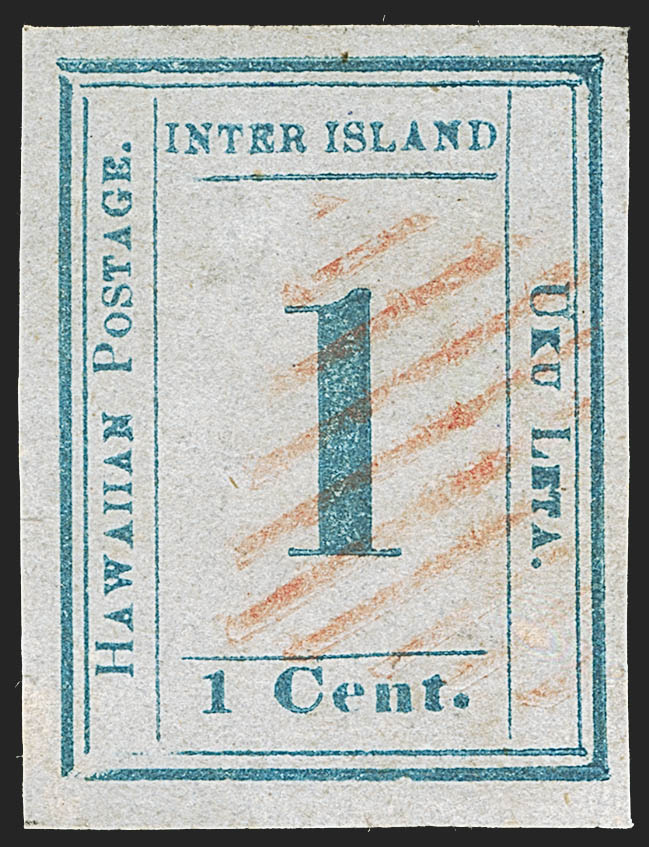 INTER ISLAND
HAWAIIAN POSTAGE.
1
UKU LETA.
1 Cent.